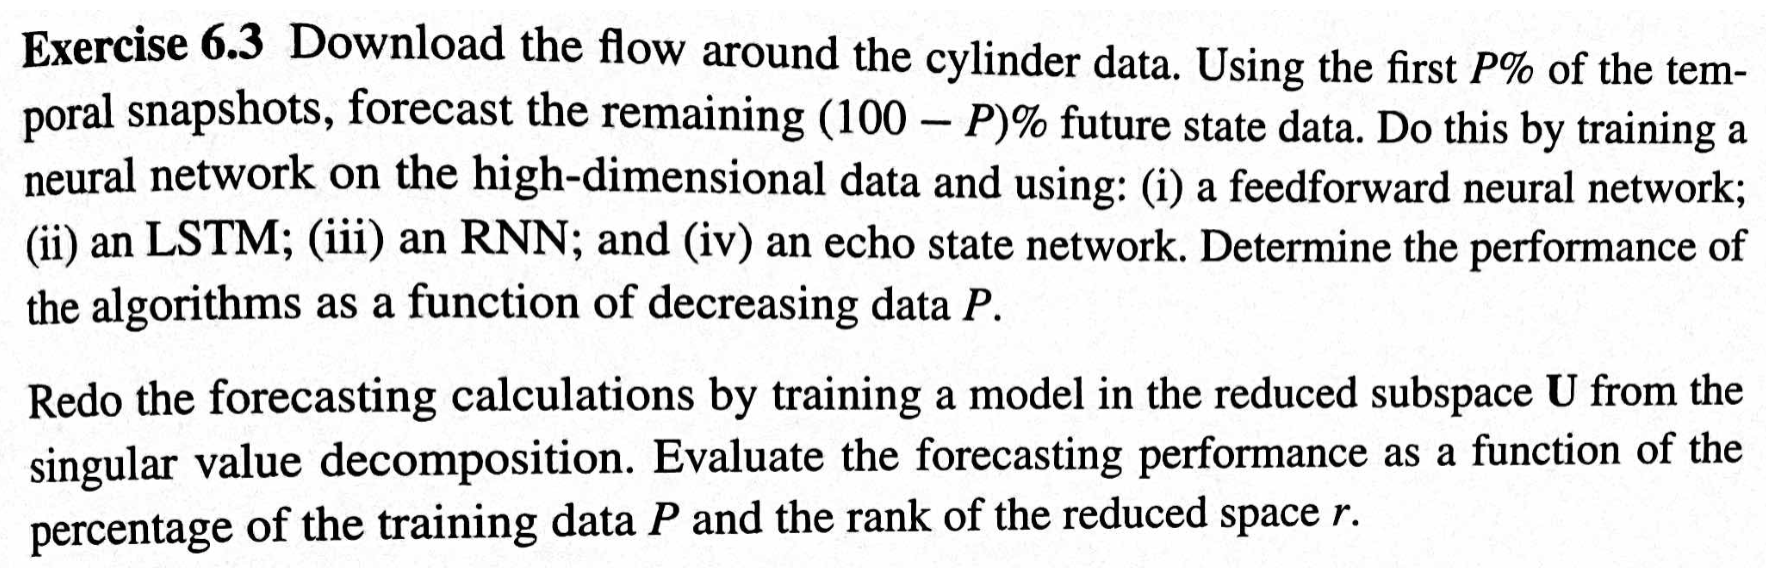 Exercise 6.3 Download the flow around the cylinder data. Using the first P% of the tem-
poral snapshots, forecast the remaining (100 − P)% future state data. Do this by training a
neural network on the high-dimensional data and using: (i) a feedforward neural network;
(ii) an LSTM; (iii) an RNN; and (iv) an echo state network. Determine the performance of
the algorithms as a function of decreasing data P.
Redo the forecasting calculations by training a model in the reduced subspace U from the
singular value decomposition. Evaluate the forecasting performance as a function of the
percentage of the training data P and the rank of the reduced space r.